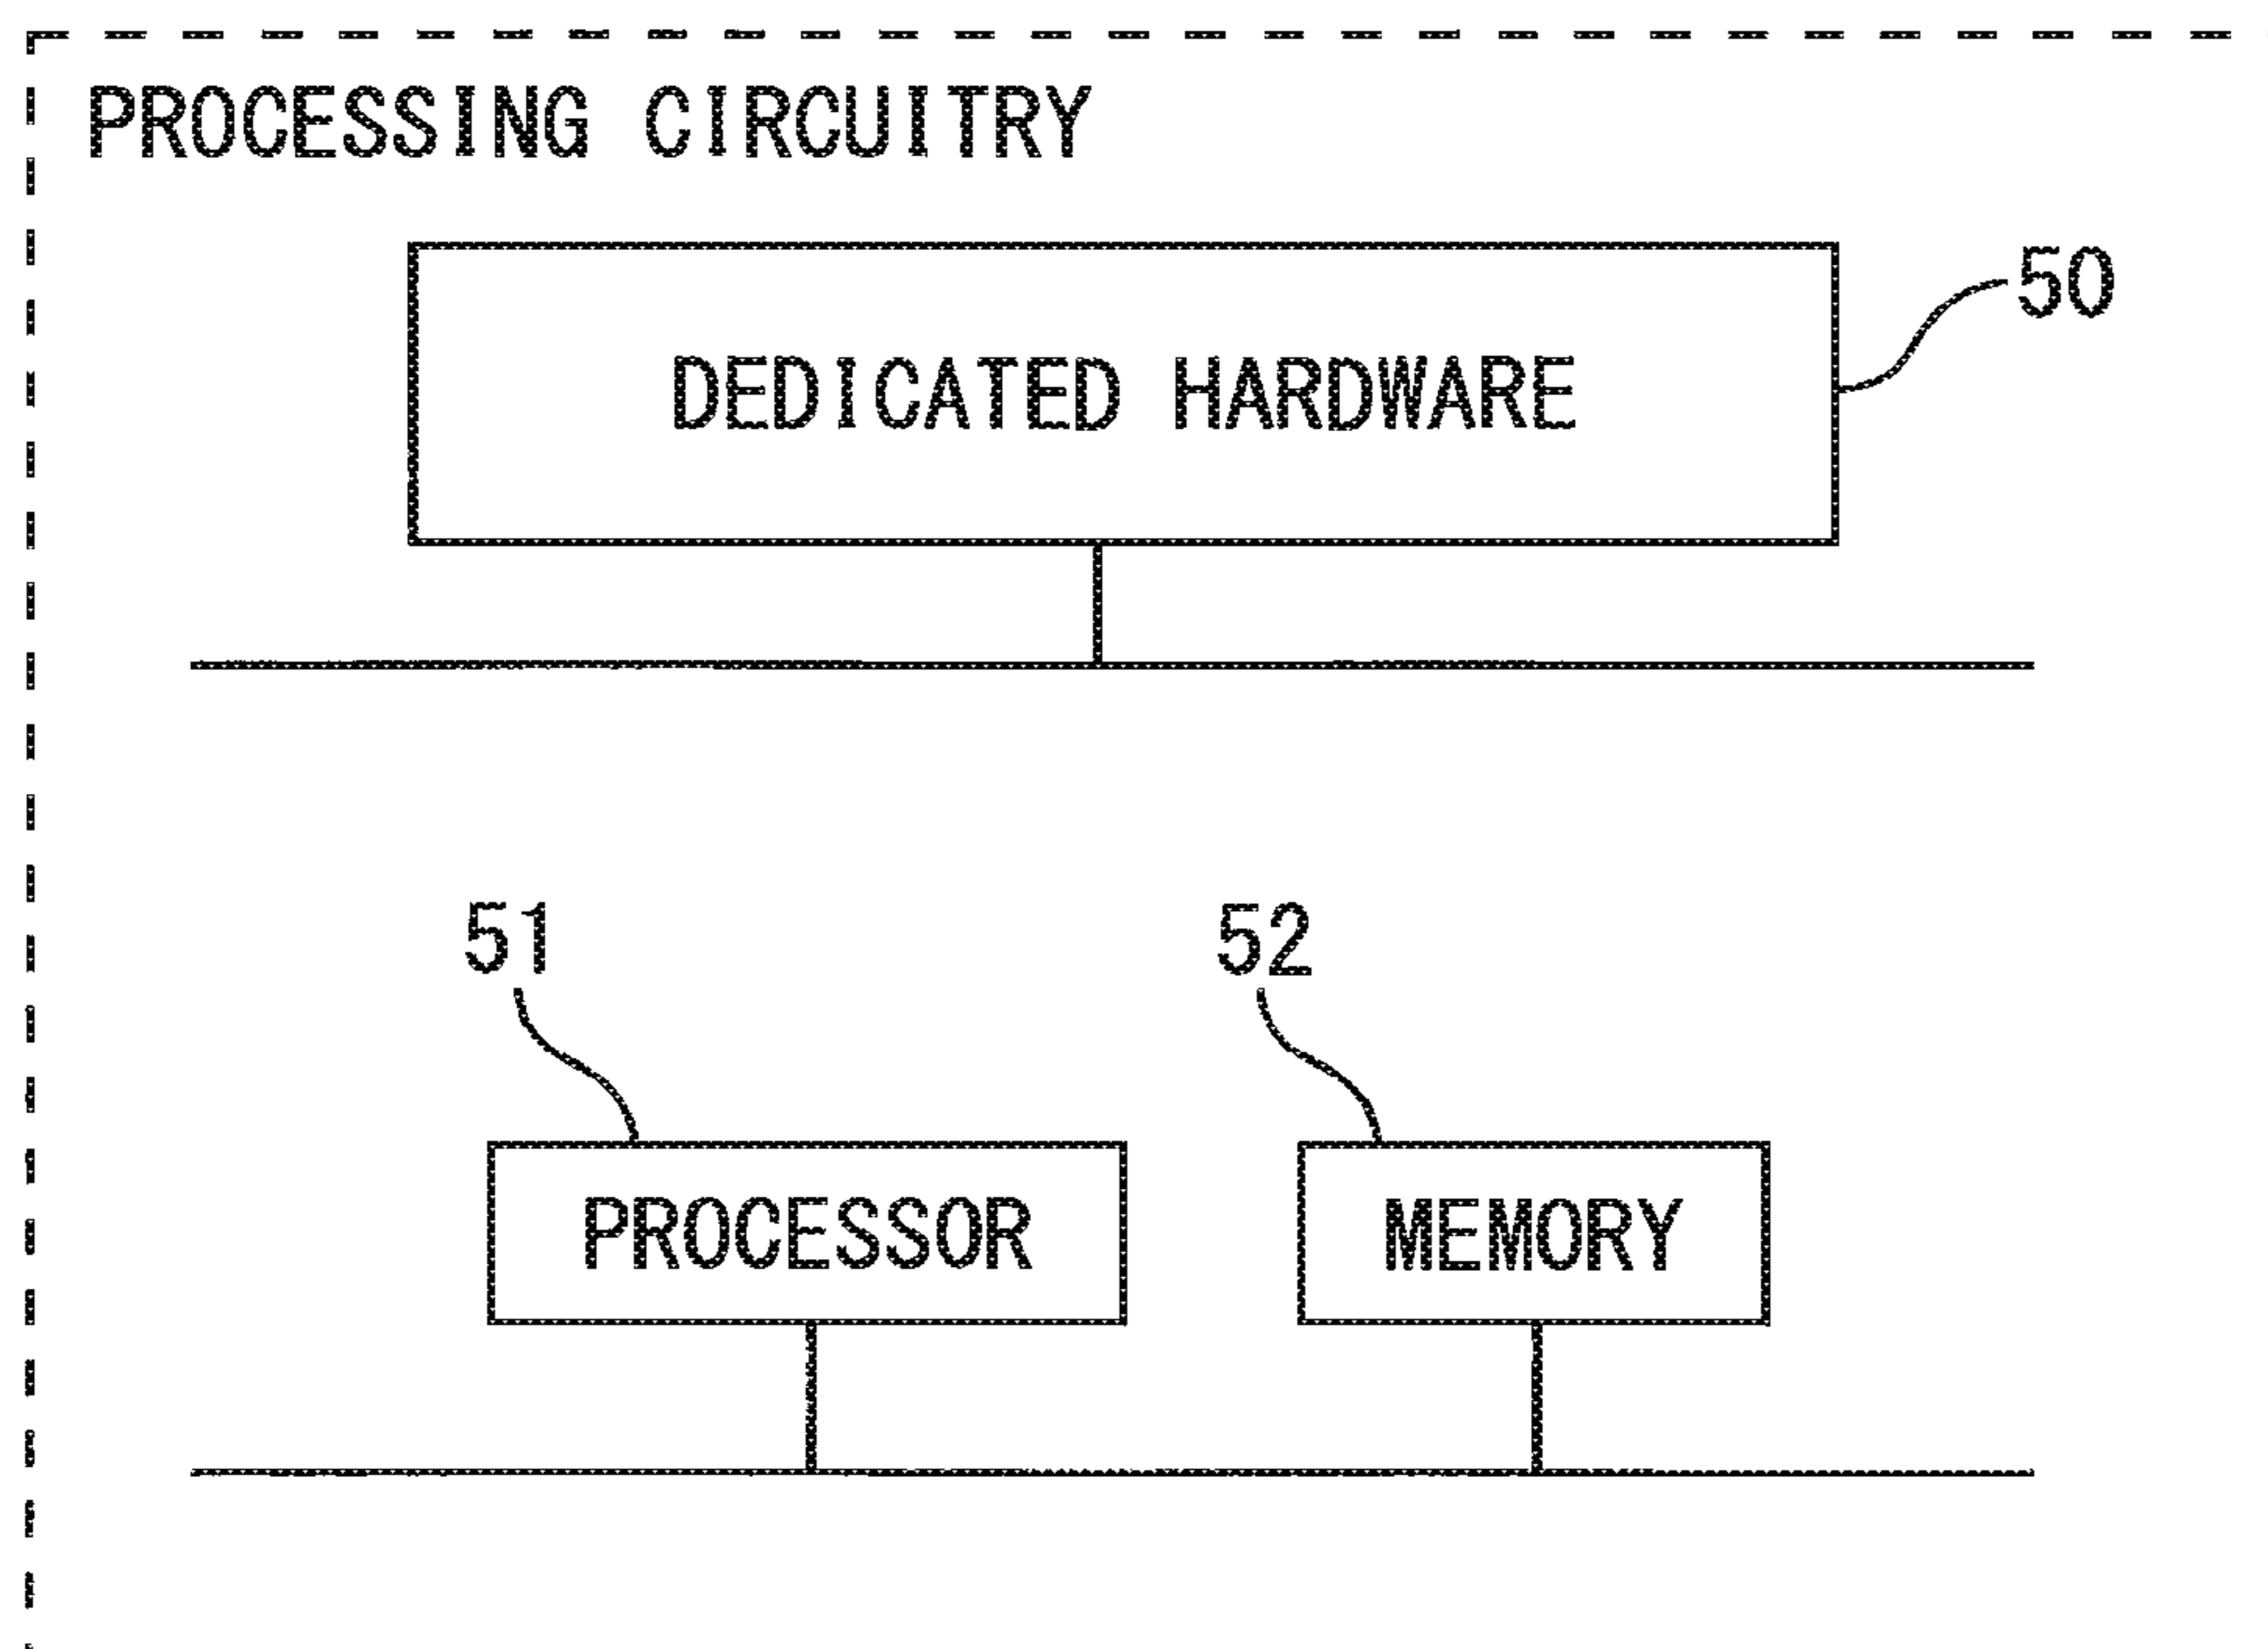 PROCESSING CIRCUITRY
50
DEDICATED HARDWARE
51
52
PROCESSOR
MEMORY